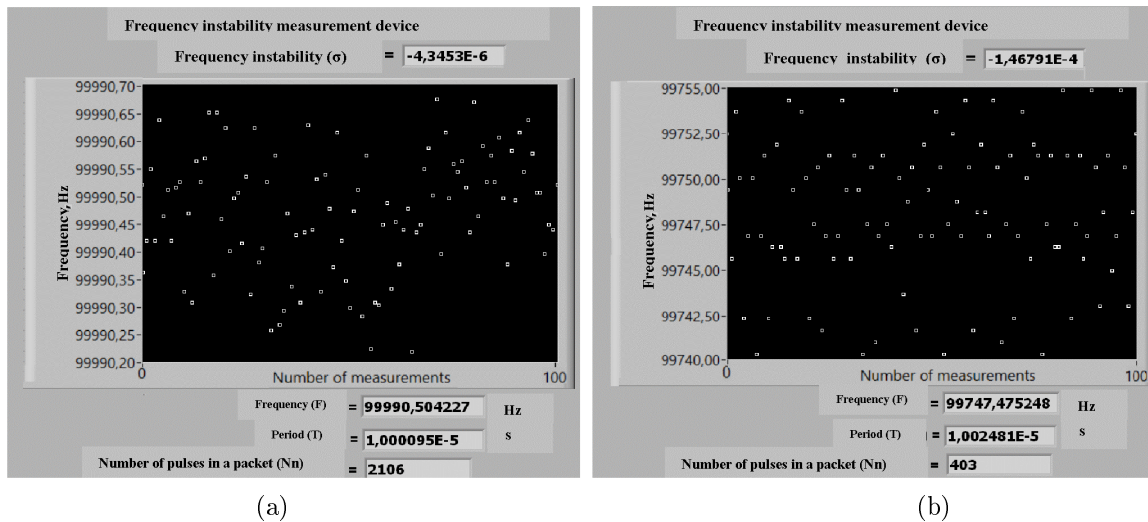 Frequency instability measurement device
Frequency instability (σ) = -4,3453E-6
Frequency,Hz
99990,70
99990,65
99990,60
99990,55
99990,50
99990,45
99990,40
99990,35
99990,30
99990,25
99990,20
0 Number of measurements 100
Frequency (F) = 99990,504227 Hz
Period (T) = 1,000095E-5 s
Number of pulses in a packet (Nn) = 2106
(a)
Frequency instability measurement device
Frequency instability (σ) = -1,46791E-4
Frequency,Hz
99755,00
99752,50
99750,00
99747,50
99745,00
99742,50
99740,00
0 Number of measurements 100
Frequency (F) = 99747,475248 Hz
Period (T) = 1,002481E-5 s
Number of pulses in a packet (Nn) = 403
(b)